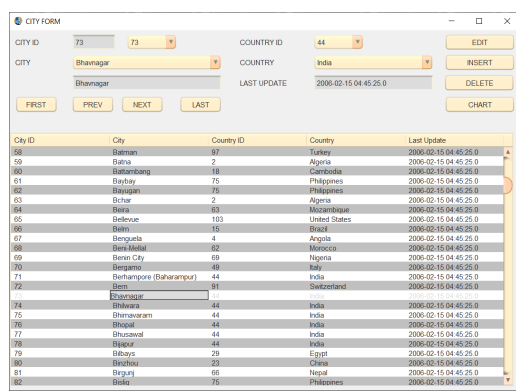 CITY FORM
CITY ID 73 73 COUNTRY ID 44 EDIT
CITY Bhavnagar COUNTRY India INSERT
Bhavnagar LAST UPDATE 2006-02-15 04:45:25.0 DELETE
FIRST PREV NEXT LAST CHART
City ID City Country ID Country Last Update
58 Batman 97 Turkey 2006-02-15 04:45:25.0
59 Batna 2 Algeria 2006-02-15 04:45:25.0
60 Battambang 18 Cambodia 2006-02-15 04:45:25.0
61 Baybay 75 Philippines 2006-02-15 04:45:25.0
62 Bayugan 75 Philippines 2006-02-15 04:45:25.0
63 Bchar 2 Algeria 2006-02-15 04:45:25.0
64 Beira 63 Mozambique 2006-02-15 04:45:25.0
65 Bellevue 103 United States 2006-02-15 04:45:25.0
66 Belm 15 Brazil 2006-02-15 04:45:25.0
67 Benguela 4 Angola 2006-02-15 04:45:25.0
68 Beni-Mellal 62 Morocco 2006-02-15 04:45:25.0
69 Benin City 69 Nigeria 2006-02-15 04:45:25.0
70 Bergamo 49 Italy 2006-02-15 04:45:25.0
71 Berhampore (Baharampur) 44 India 2006-02-15 04:45:25.0
72 Bern 91 Switzerland 2006-02-15 04:45:25.0
73 Bhavnagar 44 India 2006-02-15 04:45:25.0
74 Bhilwara 44 India 2006-02-15 04:45:25.0
75 Bhimavaram 44 India 2006-02-15 04:45:25.0
76 Bhopal 44 India 2006-02-15 04:45:25.0
77 Bhusawal 44 India 2006-02-15 04:45:25.0
78 Bijapur 44 India 2006-02-15 04:45:25.0
79 Bilbays 29 Egypt 2006-02-15 04:45:25.0
80 Binzhou 23 China 2006-02-15 04:45:25.0
81 Birgunj 66 Nepal 2006-02-15 04:45:25.0
82 Bislig 75 Philippines 2006-02-15 04:45:25.0